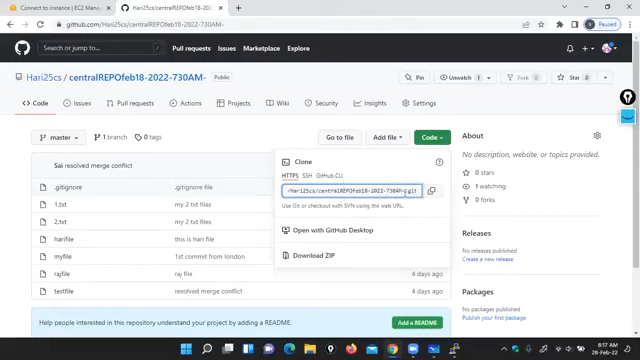 Connect to instance | EC2 Manag
Hari25cs/centralREPOfeb18-2022-
github.com/Hari25cs/centralREPOfeb18-2022-730AM-
Paused
Search or jump to...
Pull requests Issues Marketplace Explore
Hari25cs / centralREPOfeb18-2022-730AM- Public
Pin Unwatch 1 Fork 0 Star 0
Code Issues Pull requests Actions Projects Wiki Security Insights Settings
master 1 branch 0 tags Go to file Add file Code
Sai resolved merge conflict
.gitignore .gitignore file
1.txt my 2 txt files
2.txt my 2 txt files
harifile this is hari file
myfile 1st commit from london
rajfile raj file 4 days ago
testfile resolved merge conflict 4 days ago
Clone
HTTPS SSH GitHub CLI
/Hari25cs/centralREPOfeb18-2022-730AM-.git
Use Git or checkout with SVN using the web URL.
Open with GitHub Desktop
Download ZIP
Help people interested in this repository understand your project by adding a README.
Add a README
About
No description, website, or topics provided.
0 stars
1 watching
0 forks
Releases
No releases published
Create a new release
Packages
No packages published
Publish your first package
8:17 AM
28-Feb-22